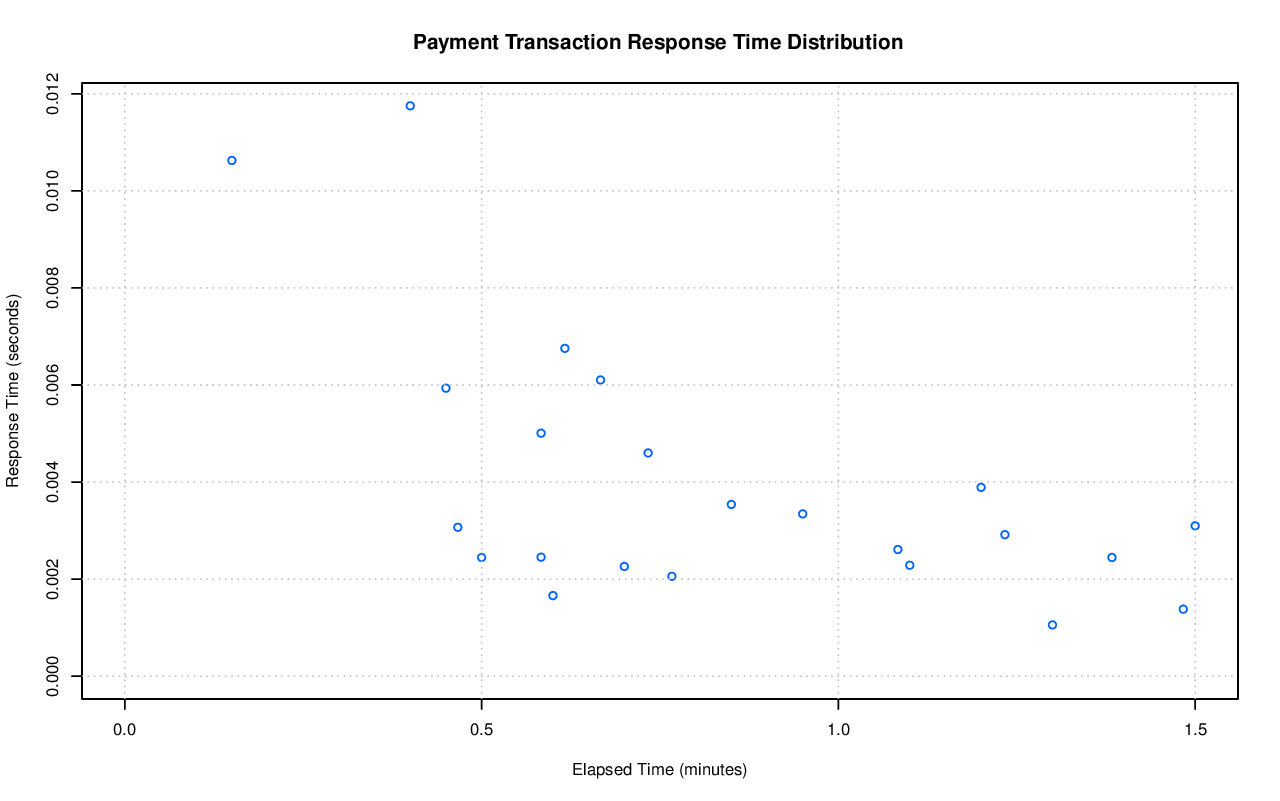 Payment Transaction Response Time Distribution
0.012
0.010
0.008
0.006
0.004
0.002
0.000
Response Time (seconds)
0.0 0.5 1.0 1.5
Elapsed Time (minutes)